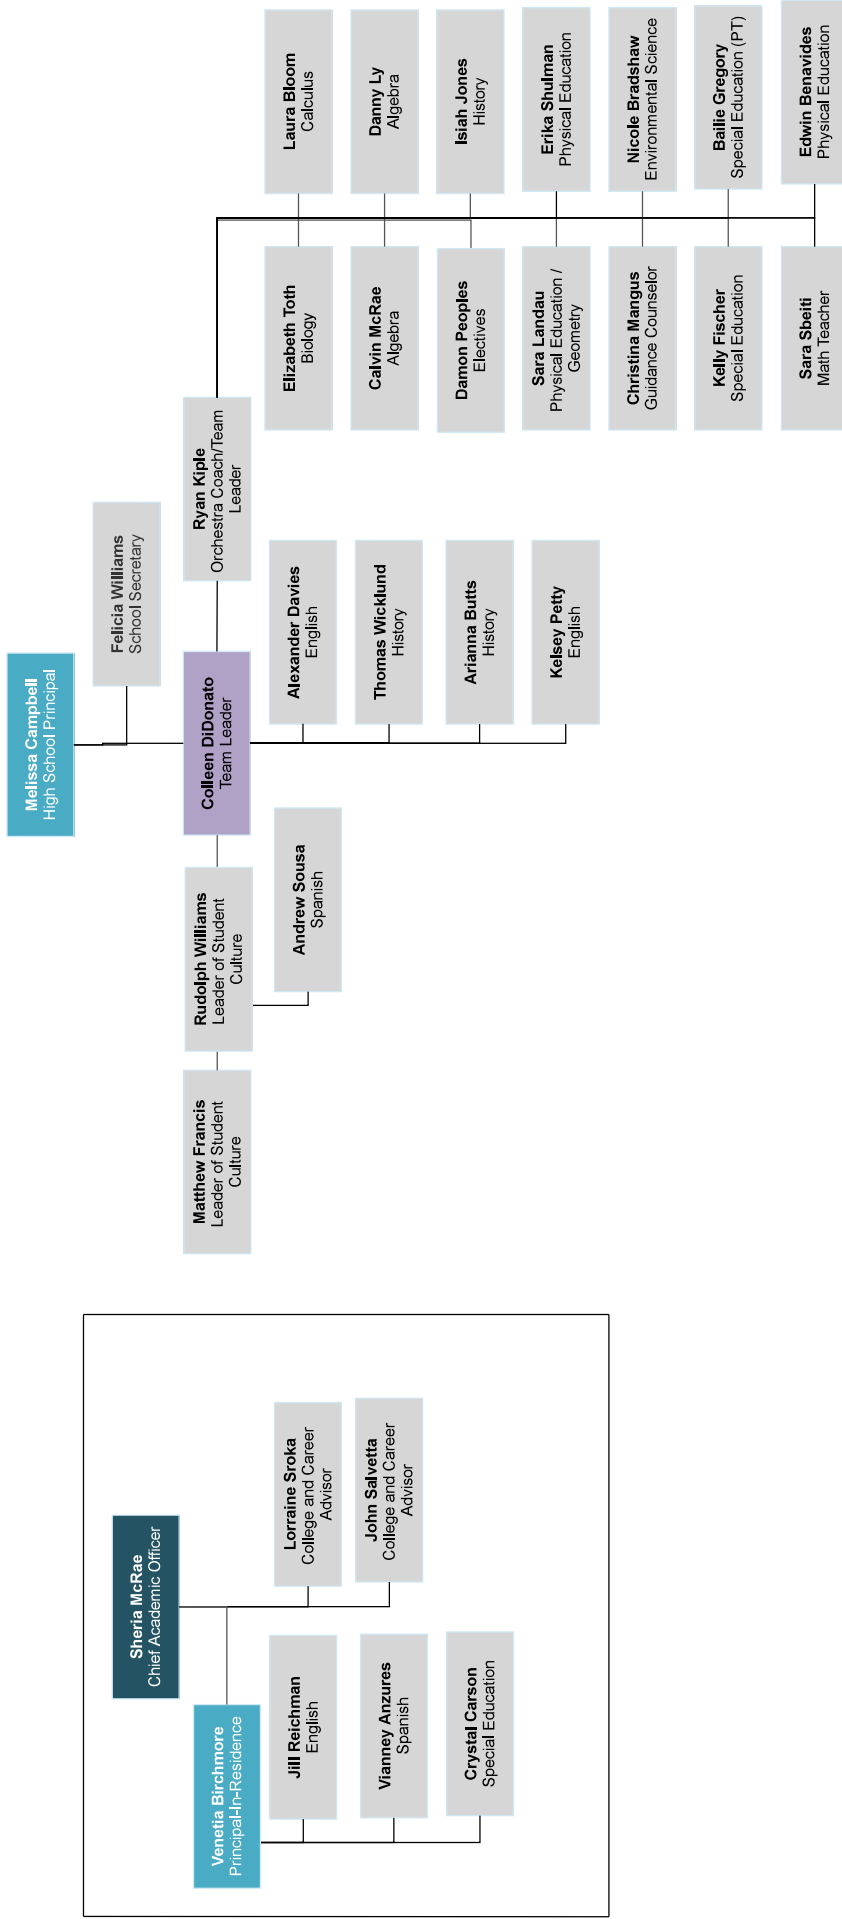 Sheria McRae
Chief Academic Officer
Venetia Birchmore
Principal-In-Residence
Jill Reichman
English
Vianney Anzures
Spanish
Crystal Carson
Special Education
Lorraine Sroka
College and Career
Advisor
John Salvetta
College and Career
Advisor
Melissa Campbell
High School Principal
Felicia Williams
School Secretary
Matthew Francis
Leader of Student
Culture
Rudolph Williams
Leader of Student
Culture
Andrew Sousa
Spanish
Colleen DiDonato
Team Leader
Alexander Davies
English
Thomas Wicklund
History
Arianna Butts
History
Kelsey Petty
English
Ryan Kiple
Orchestra Coach/Team
Leader
Elizabeth Toth
Biology
Laura Bloom
Calculus
Calvin McRae
Algebra
Danny Ly
Algebra
Damon Peoples
Electives
Isiah Jones
History
Sara Landau
Physical Education /
Geometry
Erika Shulman
Physical Education
Christina Mangus
Guidance Counselor
Nicole Bradshaw
Environmental Science
Kelly Fischer
Special Education
Bailie Gregory
Special Education (PT)
Sara Sbeiti
Math Teacher
Edwin Benavides
Physical Education